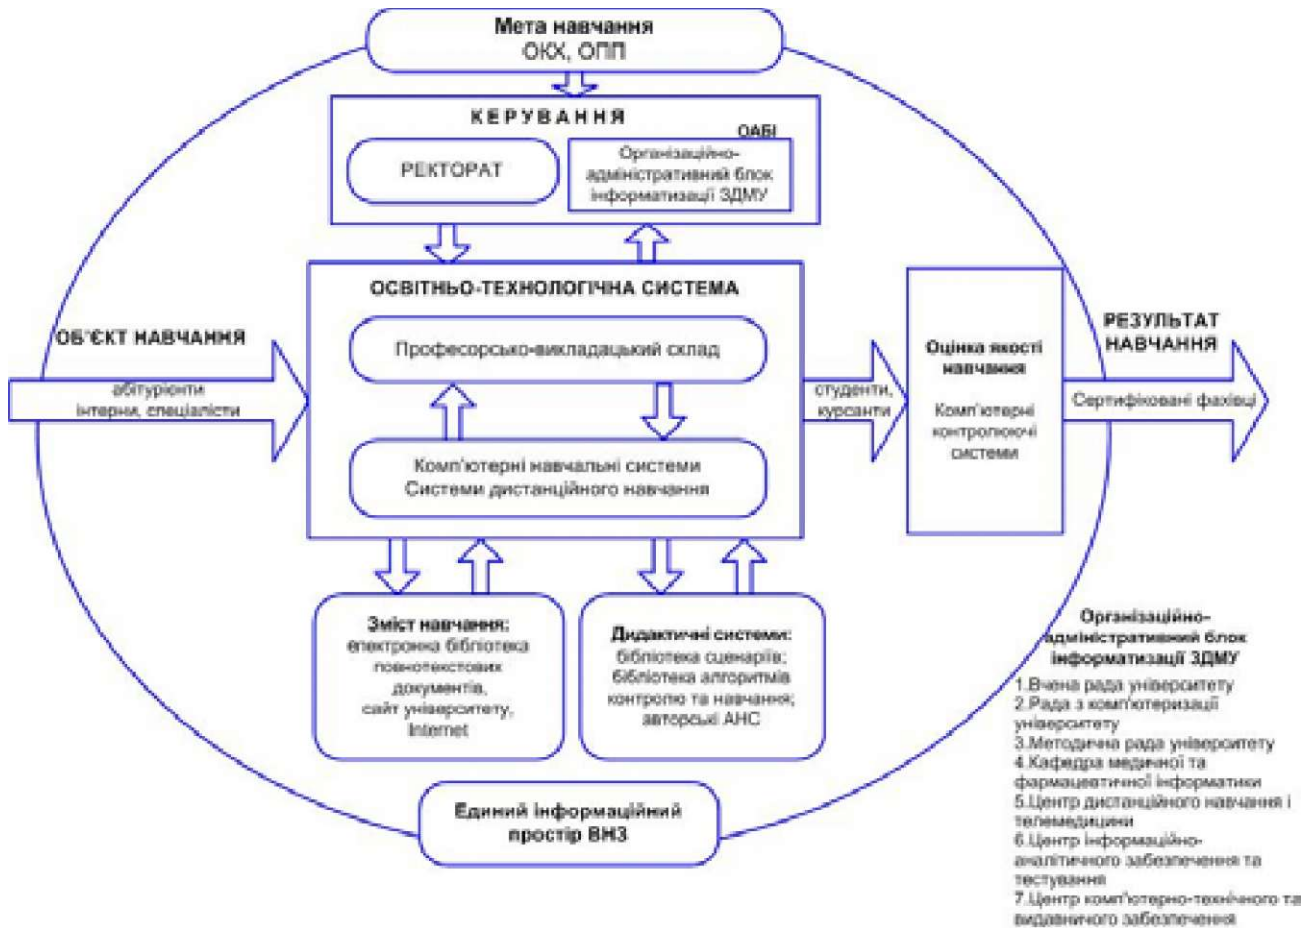 Мета навчання
ОКХ, ОПП
КЕРУВАННЯ
ОАБІ
РЕКТОРАТ
Організаційно-
адміністративний блок
інформатизації ЗДМУ
ОСВІТНЬО-ТЕХНОЛОГІЧНА СИСТЕМА
Професорсько-викладацький склад
Комп'ютерні навчальні системи
Системи дистанційного навчання
ОБ'ЄКТ НАВЧАННЯ
абітурієнти
інтерни, спеціалісти
студенти,
курсанти
Оцінка якості
навчання
Комп'ютерні
контролюючі
системи
РЕЗУЛЬТАТ
НАВЧАННЯ
Сертифіковані фахівці
Зміст навчання:
електронна бібліотека
повнотекстових
документів,
сайт університету,
Internet
Дидактичні системи:
бібліотека сценаріїв;
бібліотека алгоритмів
контролю та навчання;
авторські АНС
Единий інформаційний
простір ВНЗ
Організаційно-
адміністративний блок
інформатизації ЗДМУ
1.Вчена рада університету
2.Рада з комп'ютеризації
університету
3.Методична рада університету
4.Кафедра медичної та
фармацевтичної інформатики
5.Центр дистанційного навчання і
телемедицини
6.Центр інформаційно-
аналітичного забезпечення та
тестування
7.Центр комп'ютерно-технічного та
видавничого забезпечення